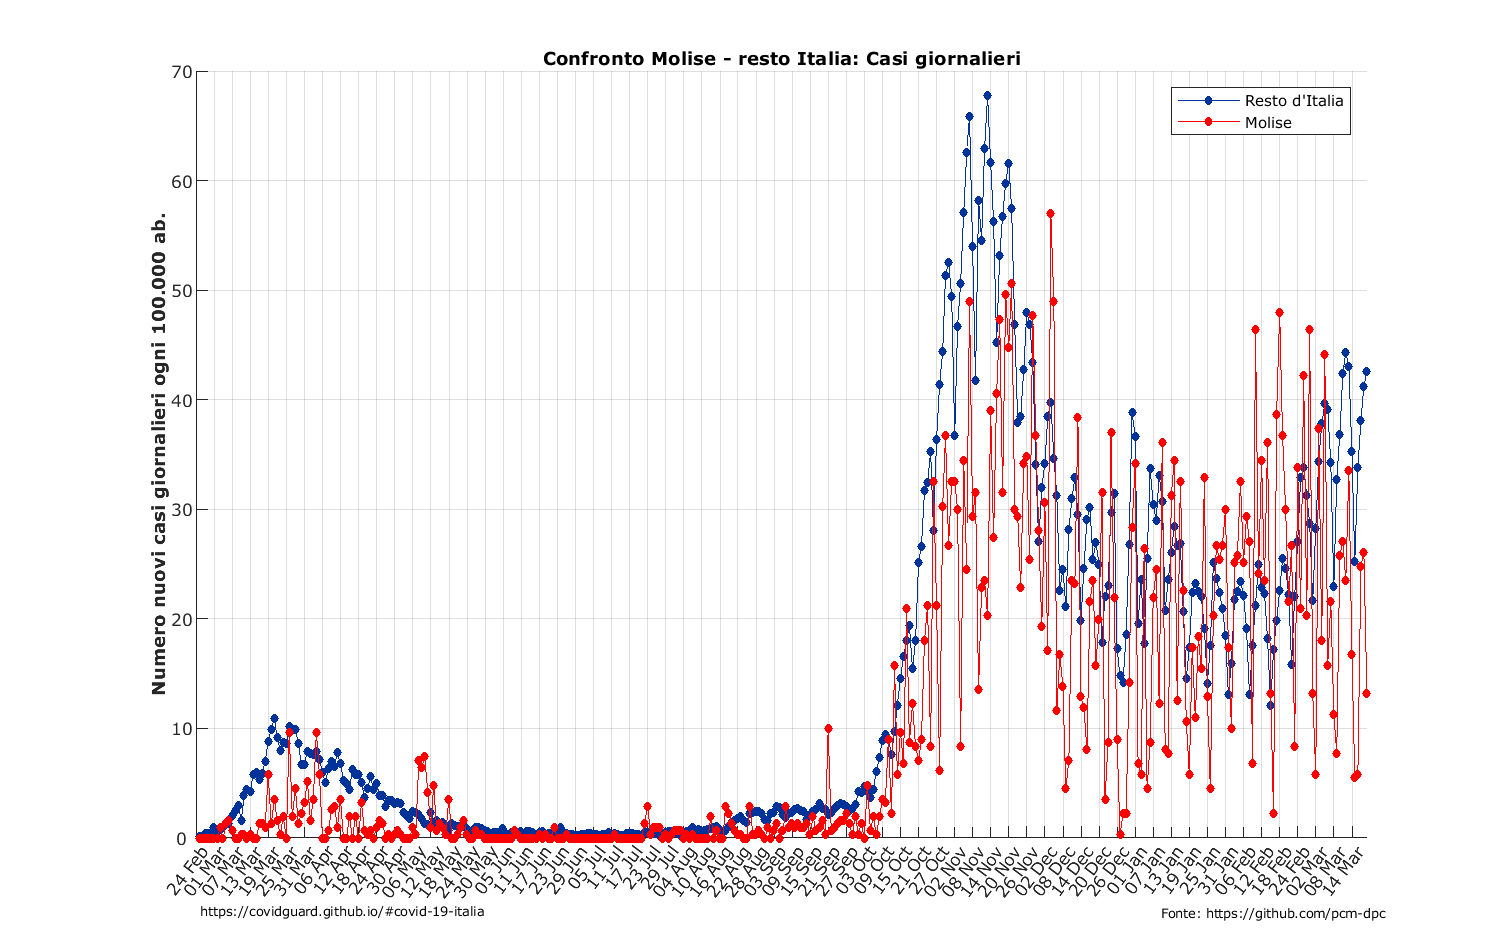 Confronto Molise - resto Italia: Casi giornalieri
Resto d'Italia
Molise
Numero nuovi casi giornalieri ogni 100.000 ab.
70
60
50
40
30
20
10
0
24 Feb
01 Mar
07 Mar
13 Mar
19 Mar
25 Mar
31 Mar
06 Apr
12 Apr
18 Apr
24 Apr
30 Apr
06 May
12 May
18 May
24 May
30 May
05 Jun
11 Jun
17 Jun
23 Jun
29 Jun
05 Jul
11 Jul
17 Jul
23 Jul
29 Jul
04 Aug
10 Aug
16 Aug
22 Aug
28 Aug
03 Sep
09 Sep
15 Sep
21 Sep
27 Sep
03 Oct
09 Oct
15 Oct
21 Oct
27 Oct
02 Nov
08 Nov
14 Nov
20 Nov
26 Nov
02 Dec
08 Dec
14 Dec
20 Dec
26 Dec
01 Jan
07 Jan
13 Jan
19 Jan
25 Jan
31 Jan
06 Feb
12 Feb
18 Feb
24 Feb
02 Mar
08 Mar
14 Mar
https://covidguard.github.io/#covid-19-italia
Fonte: https://github.com/pcm-dpc